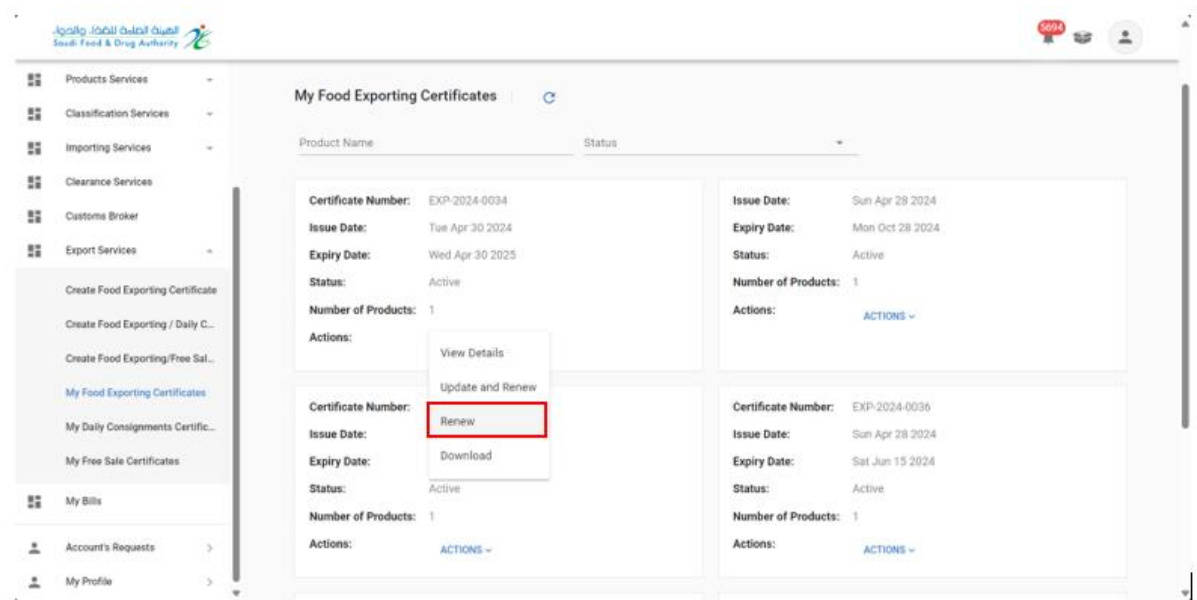 الهيئة العامة للغذاء والدواء
Saudi Food & Drug Authority
5694
Products Services
Classification Services
Importing Services
Clearance Services
Customs Broker
Export Services
Create Food Exporting Certificate
Create Food Exporting / Daily C...
Create Food Exporting/Free Sal...
My Food Exporting Certificates
My Daily Consignments Certific...
My Free Sale Certificates
My Bills
Account's Requests
My Profile
My Food Exporting Certificates
Product Name Status
Certificate Number: EXP-2024-0034
Issue Date: Tue Apr 30 2024
Expiry Date: Wed Apr 30 2025
Status: Active
Number of Products: 1
Actions:
View Details
Update and Renew
Renew
Download
Issue Date: Sun Apr 28 2024
Expiry Date: Mon Oct 28 2024
Status: Active
Number of Products: 1
Actions: ACTIONS
Certificate Number:
Issue Date:
Expiry Date:
Status: Active
Number of Products: 1
Actions: ACTIONS
Certificate Number: EXP-2024-0036
Issue Date: Sun Apr 28 2024
Expiry Date: Sat Jun 15 2024
Status: Active
Number of Products: 1
Actions: ACTIONS